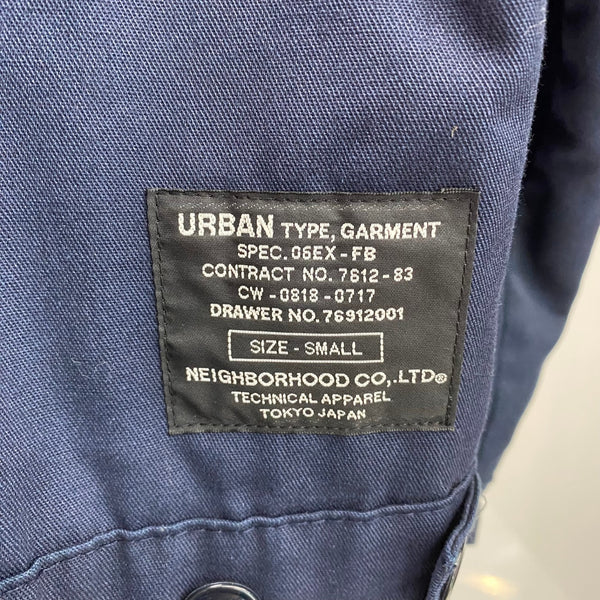 URBAN TYPE, GARMENT
SPEC. 06EX - FB
CONTRACT NO. 7612 - 83
CW - 0818 - 0717
DRAWER NO. 76912001
SIZE - SMALL
NEIGHBORHOOD CO,.LTD®
TECHNICAL APPAREL
TOKYO JAPAN